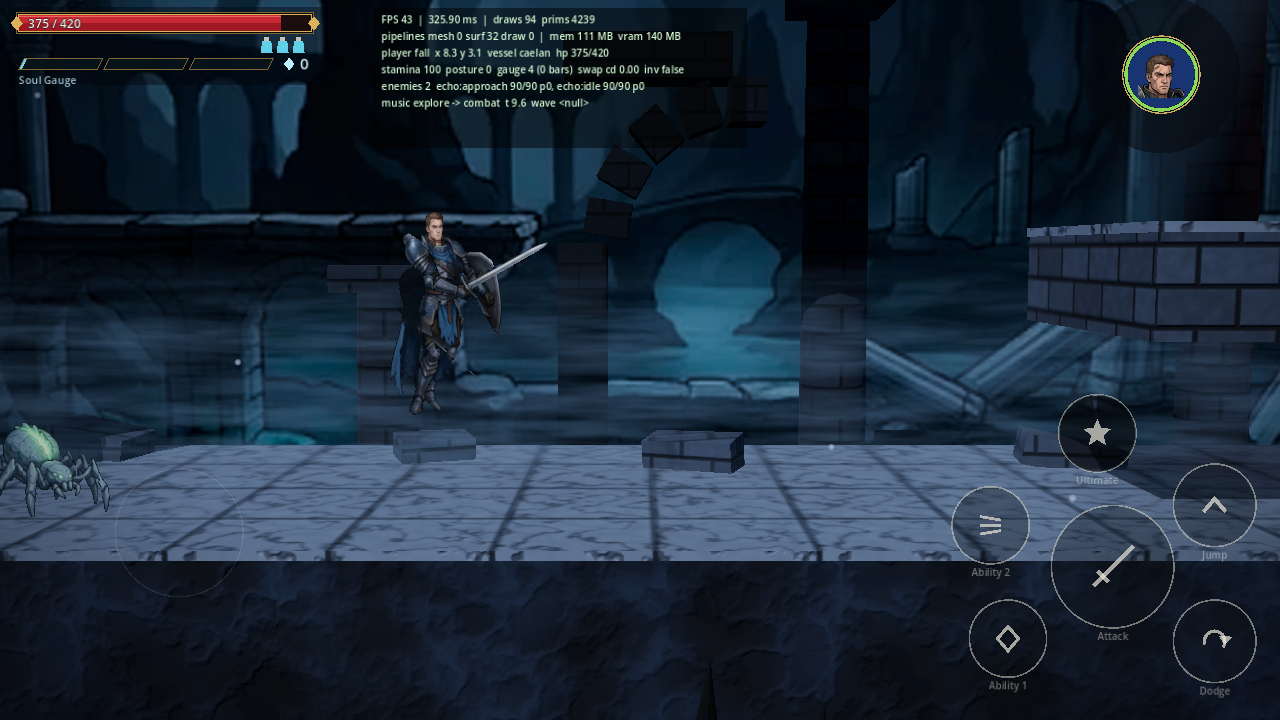 375 / 420
Soul Gauge
0
FPS 43 | 325.90 ms | draws 94 prims 4239
pipelines mesh 0 surf 32 draw 0 | mem 111 MB vram 140 MB
player fall x 8.3 y 3.1 vessel caelan hp 375/420
stamina 100 posture 0 gauge 4 (0 bars) swap cd 0.00 inv false
enemies 2 echo:approach 90/90 p0, echo:idle 90/90 p0
music explore -> combat t 9.6 wave <null>
Ultimate
Jump
Ability 2
Attack
Ability 1
Dodge